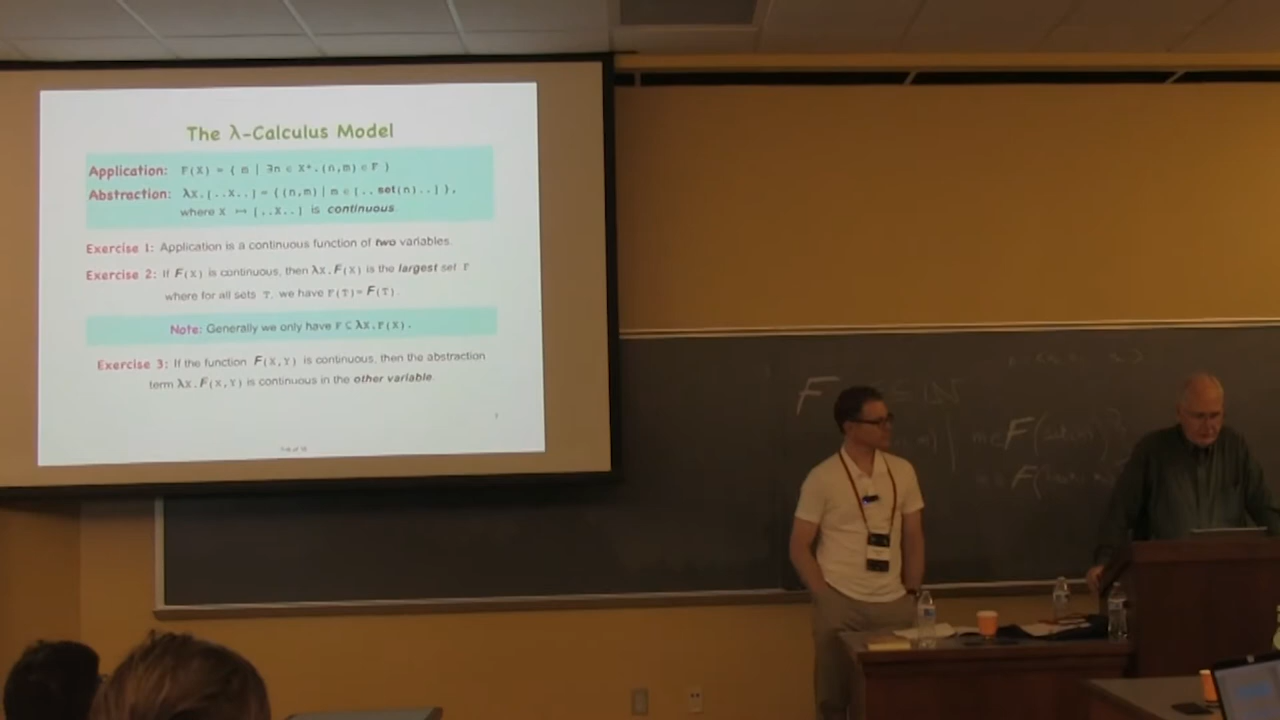 The λ-Calculus Model
Application: F(X) = { m | ∃n ∈ X*.(n,m) ∈ F }
Abstraction: λX.[..X..] = {(n,m) | m ∈ [..set(n)..] },
where X ↦ [..X..] is continuous.
Exercise 1: Application is a continuous function of two variables.
Exercise 2: If F(X) is continuous, then λX.F(X) is the largest set F
where for all sets T, we have F(T)= F(T).
Note: Generally we only have F ⊆ λX.F(X).
Exercise 3: If the function F(X,Y) is continuous, then the abstraction
term λX.F(X,Y) is continuous in the other variable.
F
m∈F(set(n))
F(